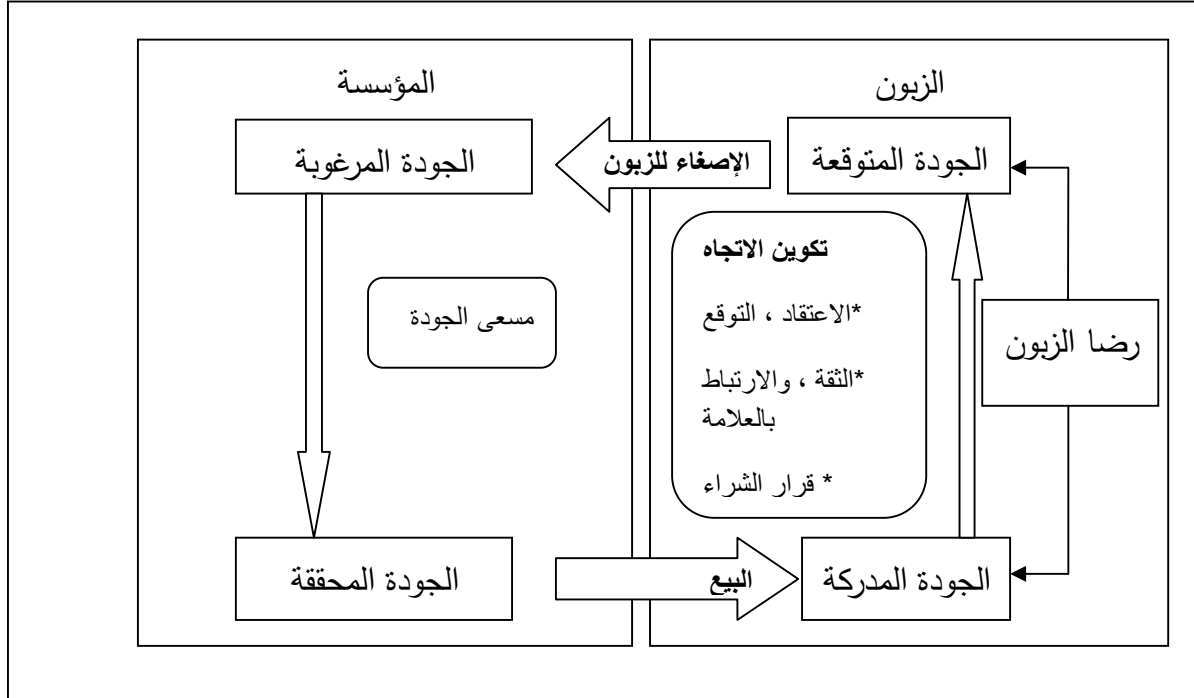 الزبون
المؤسسة
الجودة المتوقعة
الإصغاء للزبون
الجودة المرغوبة
تكوين الاتجاه
*الاعتقاد ، التوقع
*الثقة ، والارتباط
بالعلامة
* قرار الشراء
رضا الزبون
مسعى الجودة
الجودة المدركة
البيع
الجودة المحققة